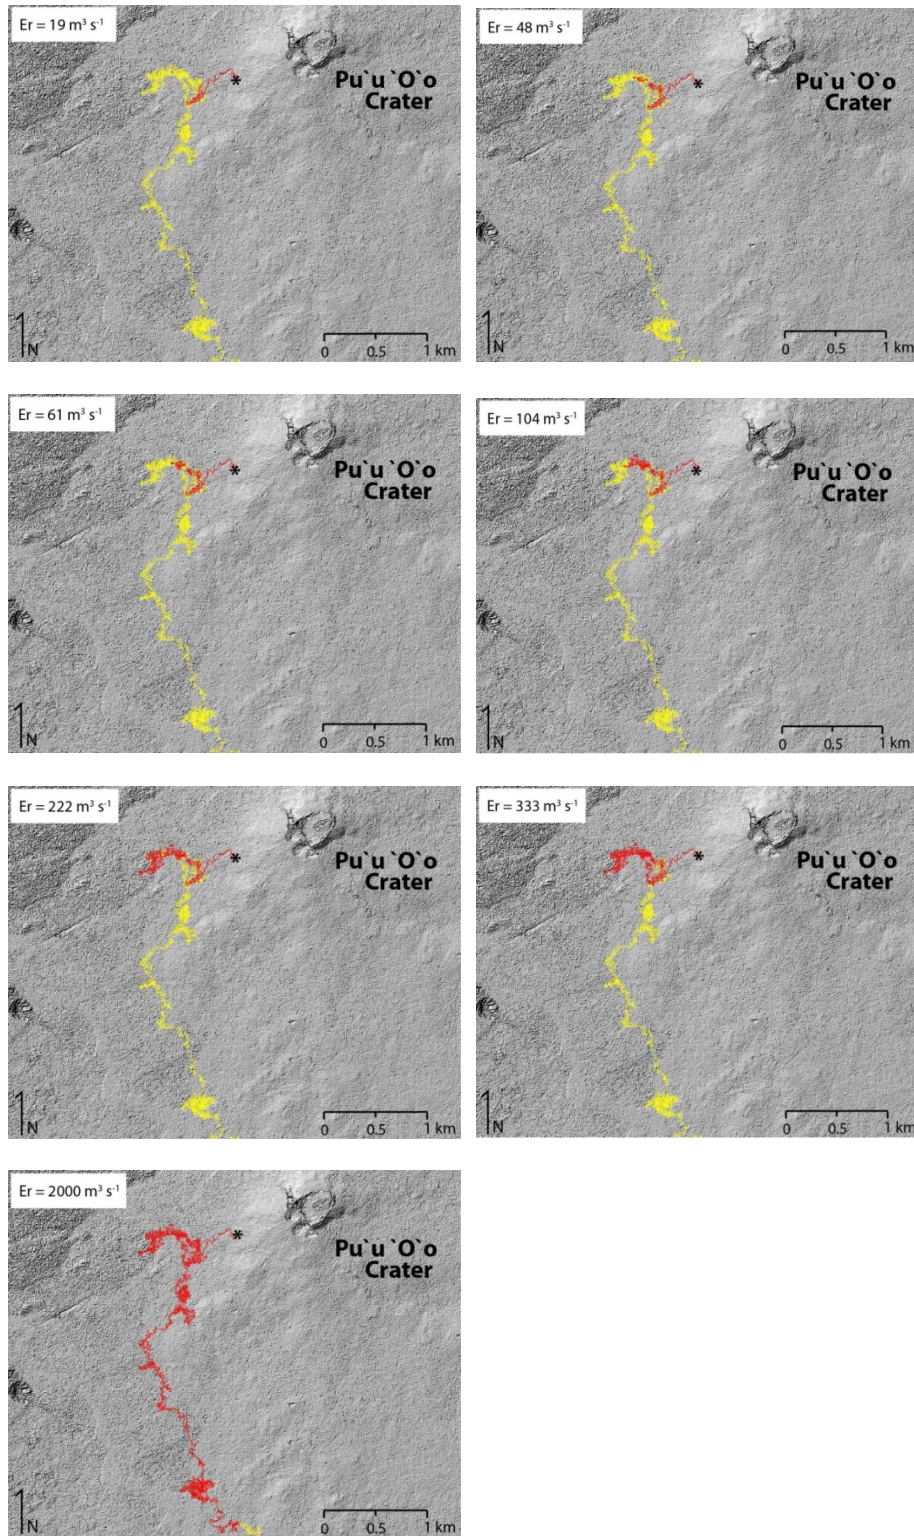 Er = 19 m³ s⁻¹
*
Pu`u `O`o
Crater
N
0 0.5 1 km
Er = 48 m³ s⁻¹
*
Pu`u `O`o
Crater
N
0 0.5 1 km
Er = 61 m³ s⁻¹
*
Pu`u `O`o
Crater
N
0 0.5 1 km
Er = 104 m³ s⁻¹
*
Pu`u `O`o
Crater
N
0 0.5 1 km
Er = 222 m³ s⁻¹
*
Pu`u `O`o
Crater
N
0 0.5 1 km
Er = 333 m³ s⁻¹
*
Pu`u `O`o
Crater
N
0 0.5 1 km
Er = 2000 m³ s⁻¹
*
Pu`u `O`o
Crater
N
0 0.5 1 km